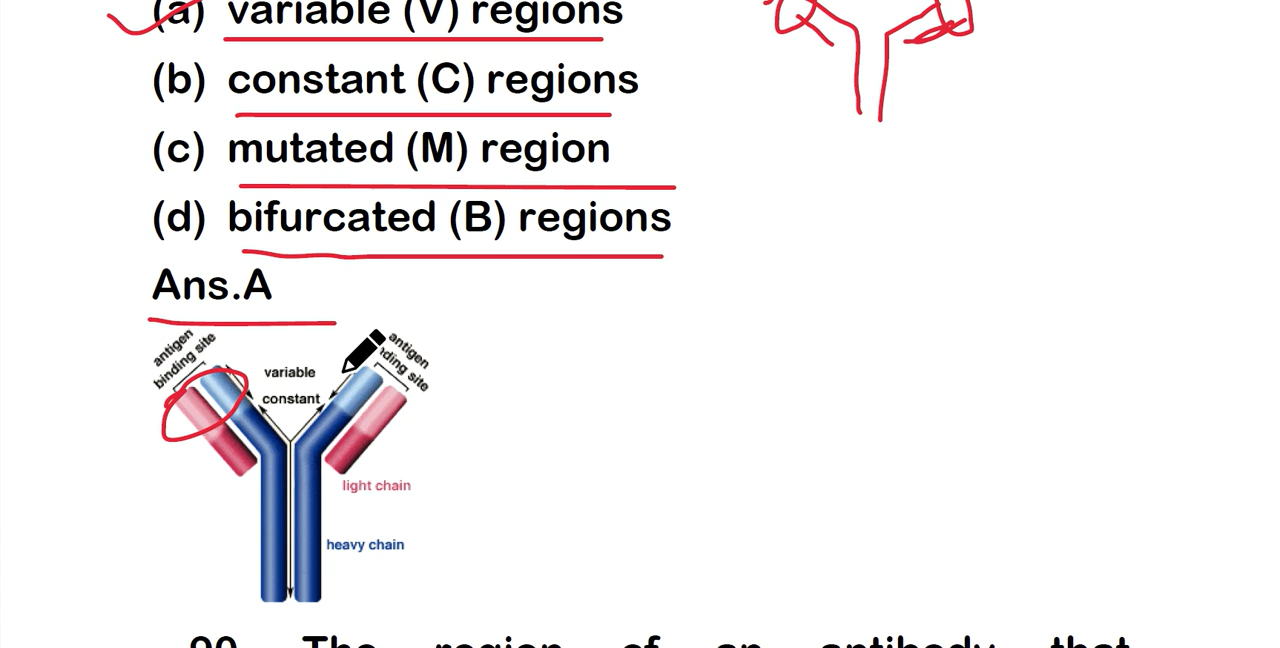 (a) variable (V) regions
(b) constant (C) regions
(c) mutated (M) region
(d) bifurcated (B) regions
Ans.A
antigen
binding site
variable
constant
antigen
ding site
light chain
heavy chain
90. The region of an antibody that